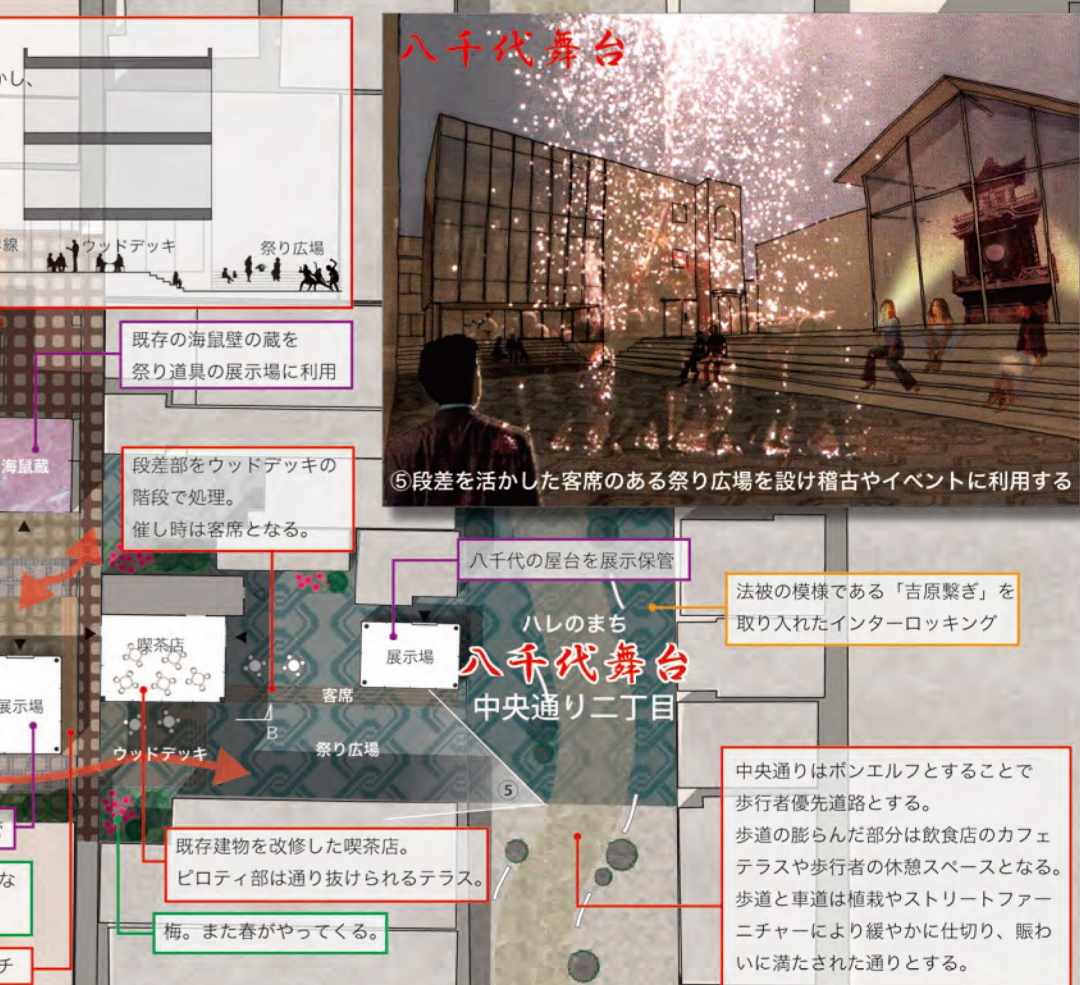 八千代舞台
かし、
線
ウッドデッキ
祭り広場
既存の海鼠壁の蔵を
祭り道具の展示場に利用
⑤段差を活かした客席のある祭り広場を設け稽古やイベントに利用する
海鼠蔵
段差部をウッドデッキの
階段で処理。
催し時は客席となる。
八千代の屋台を展示保管
法被の模様である「吉原繋ぎ」を
取り入れたインターロッキング
喫茶店
展示場
ハレのまち
八千代舞台
中央通り二丁目
展示場
客席
B
ウッドデッキ
祭り広場
⑤
中央通りはボンエルフとすることで
歩行者優先道路とする。
歩道の膨らんだ部分は飲食店のカフェ
テラスや歩行者の休憩スペースとなる。
歩道と車道は植栽やストリートファー
ニチャーにより緩やかに仕切り、賑わ
いに満たされた通りとする。
既存建物を改修した喫茶店。
ピロティ部は通り抜けられるテラス。
な
梅。また春がやってくる。
チ